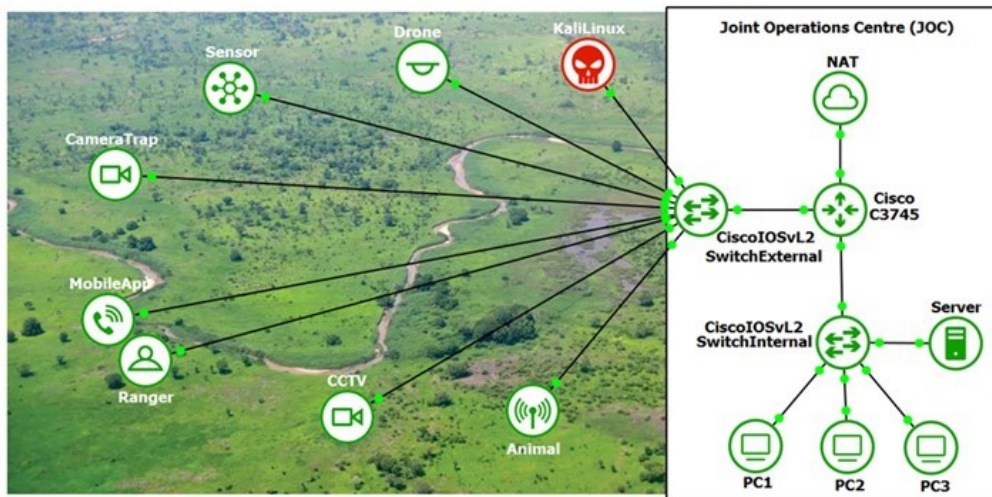 Joint Operations Centre (JOC)
Sensor
Drone
KaliLinux
NAT
CameraTrap
Cisco
C3745
CiscoIOSvL2
SwitchExternal
MobileApp
Ranger
CCTV
Animal
CiscoIOSvL2
SwitchInternal
Server
PC1
PC2
PC3